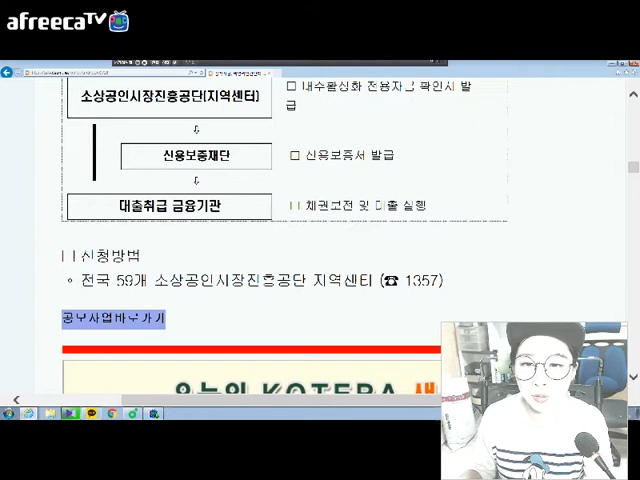 afreecaTV
소상공인시장진흥공단(지역센터)
□ 내수활성화 전용자금 확인서 발
급
⇩
신용보증재단
□ 신용보증서 발급
⇩
대출취급 금융기관
□ 채권보전 및 대출 실행
□ 신청방법
◦ 전국 59개 소상공인시장진흥공단 지역센터 (☎ 1357)
공모사업바로가기
오늘의 KOTERA 새